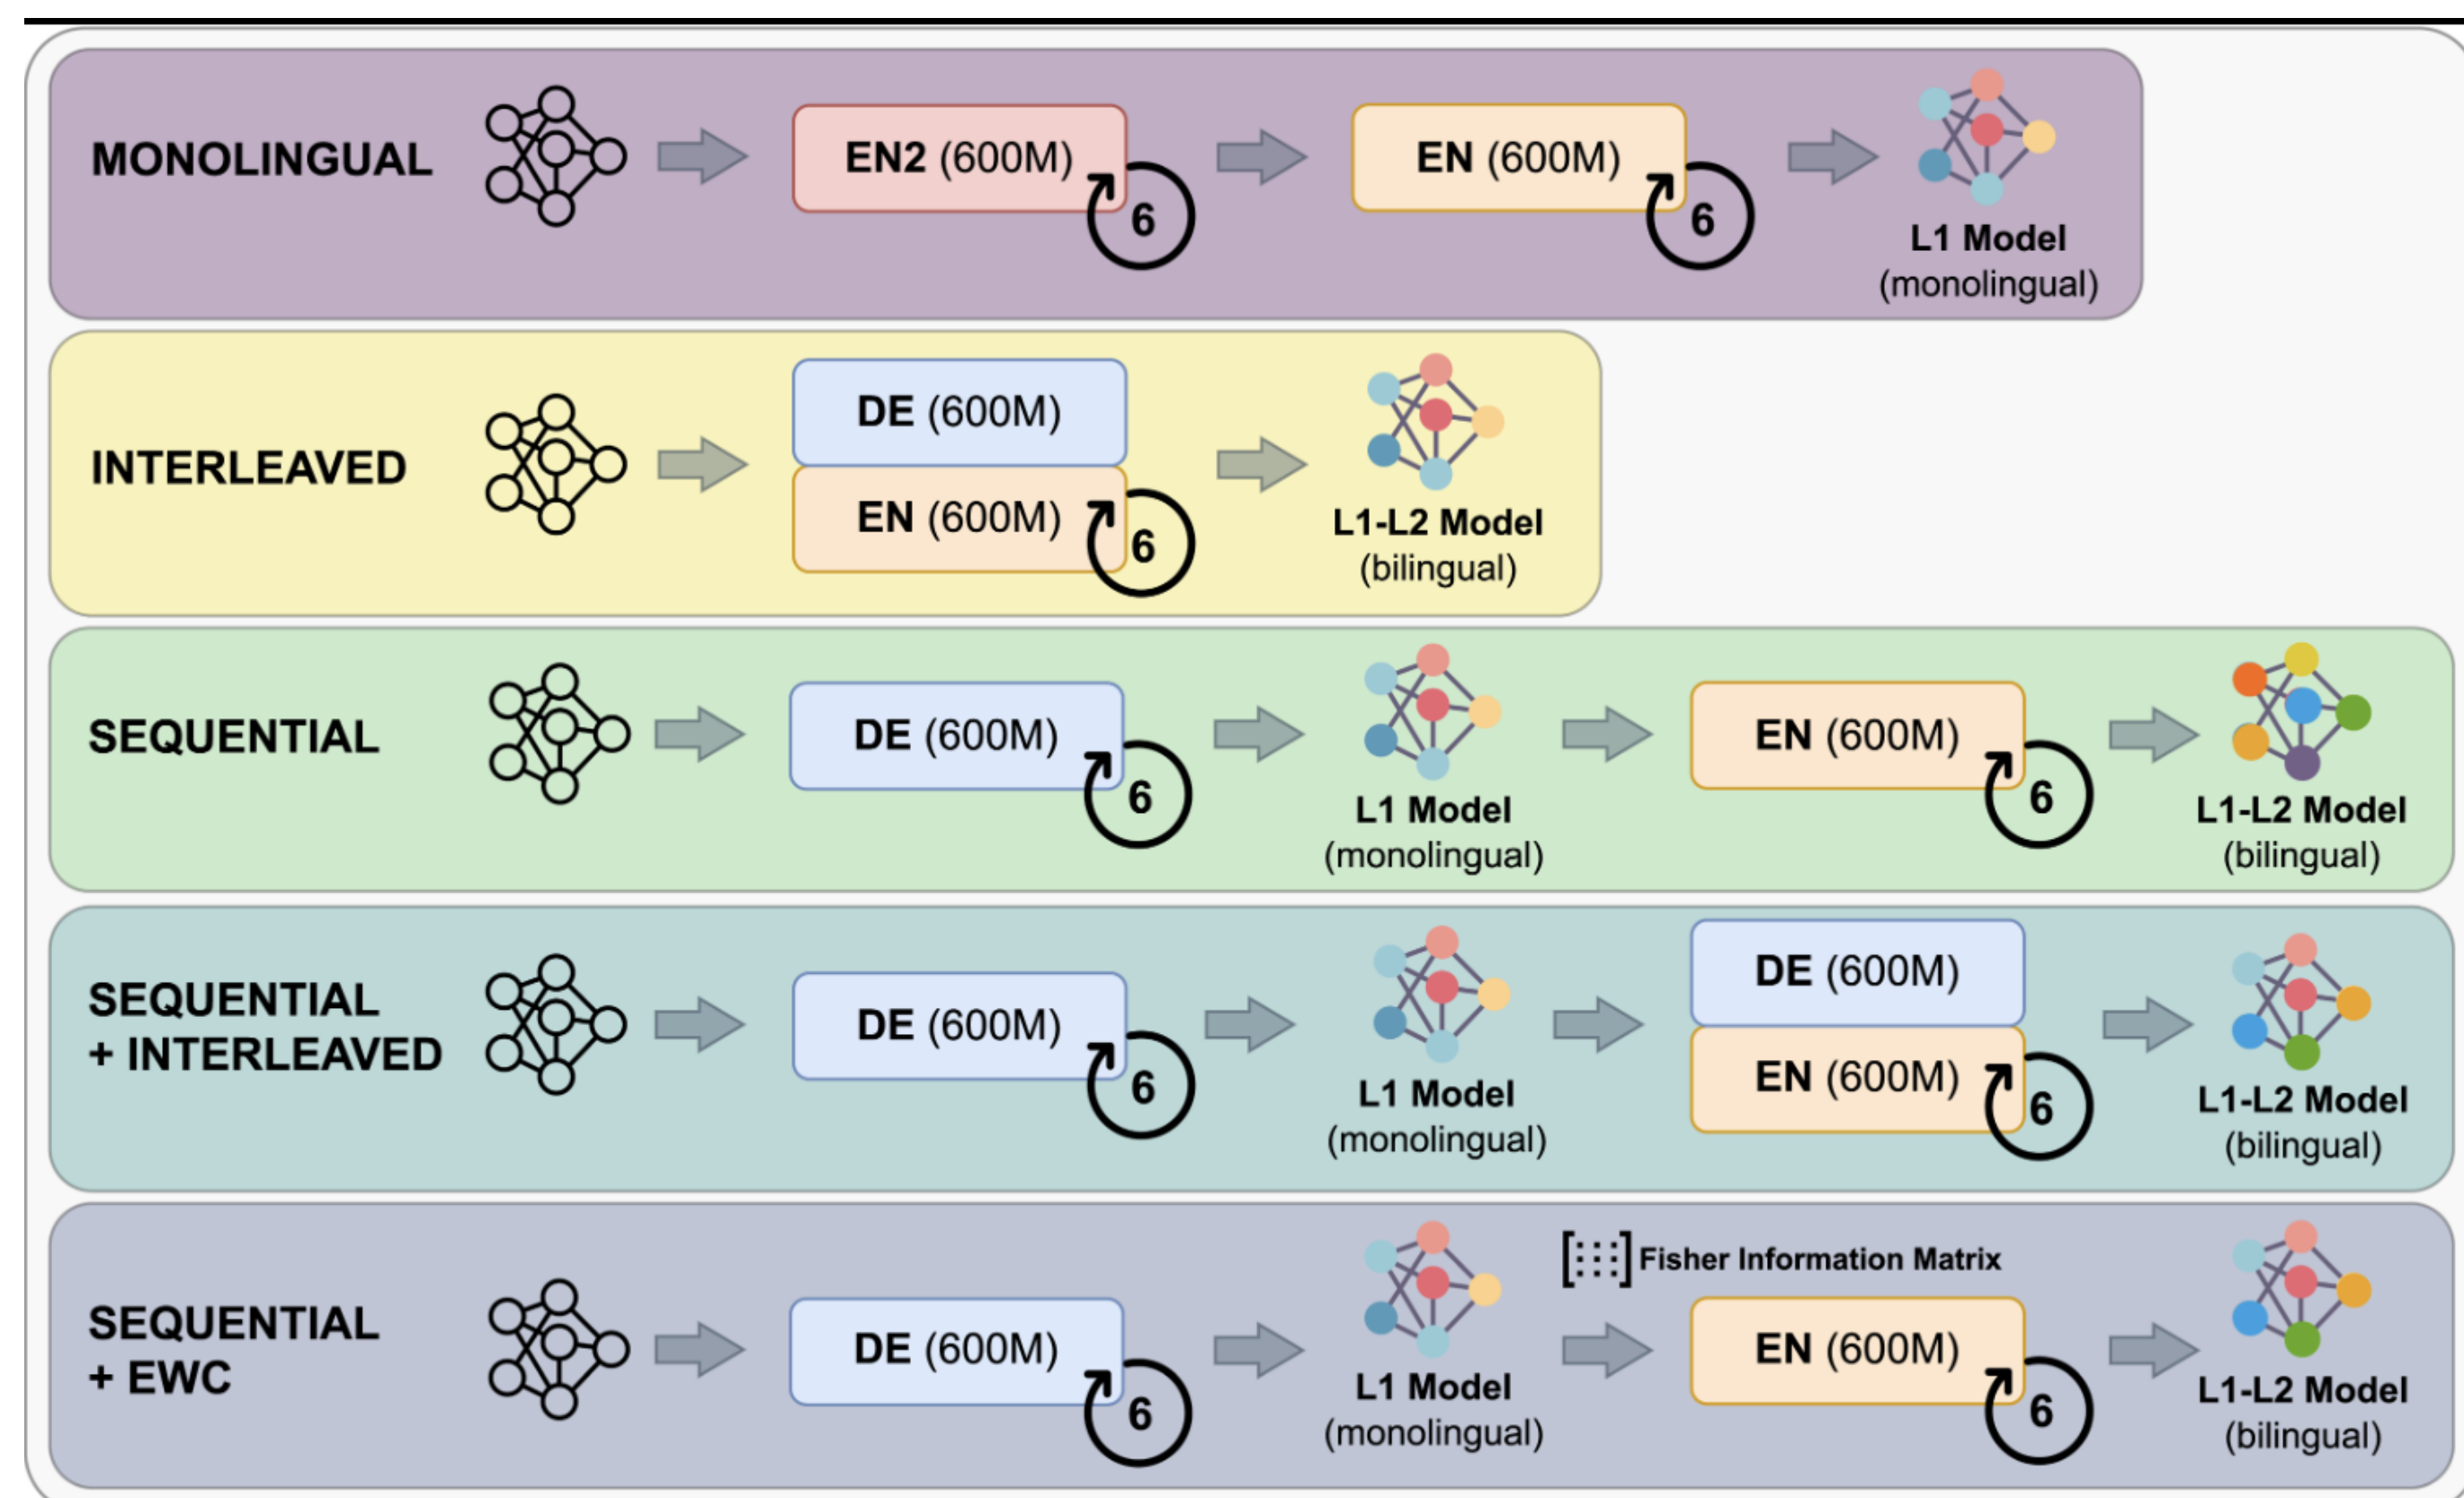 MONOLINGUAL
EN2 (600M)
6
EN (600M)
6
L1 Model
(monolingual)
INTERLEAVED
DE (600M)
EN (600M)
6
L1-L2 Model
(bilingual)
SEQUENTIAL
DE (600M)
6
L1 Model
(monolingual)
EN (600M)
6
L1-L2 Model
(bilingual)
SEQUENTIAL
+ INTERLEAVED
DE (600M)
6
L1 Model
(monolingual)
DE (600M)
EN (600M)
6
L1-L2 Model
(bilingual)
SEQUENTIAL
+ EWC
DE (600M)
6
L1 Model
(monolingual)
Fisher Information Matrix
EN (600M)
6
L1-L2 Model
(bilingual)